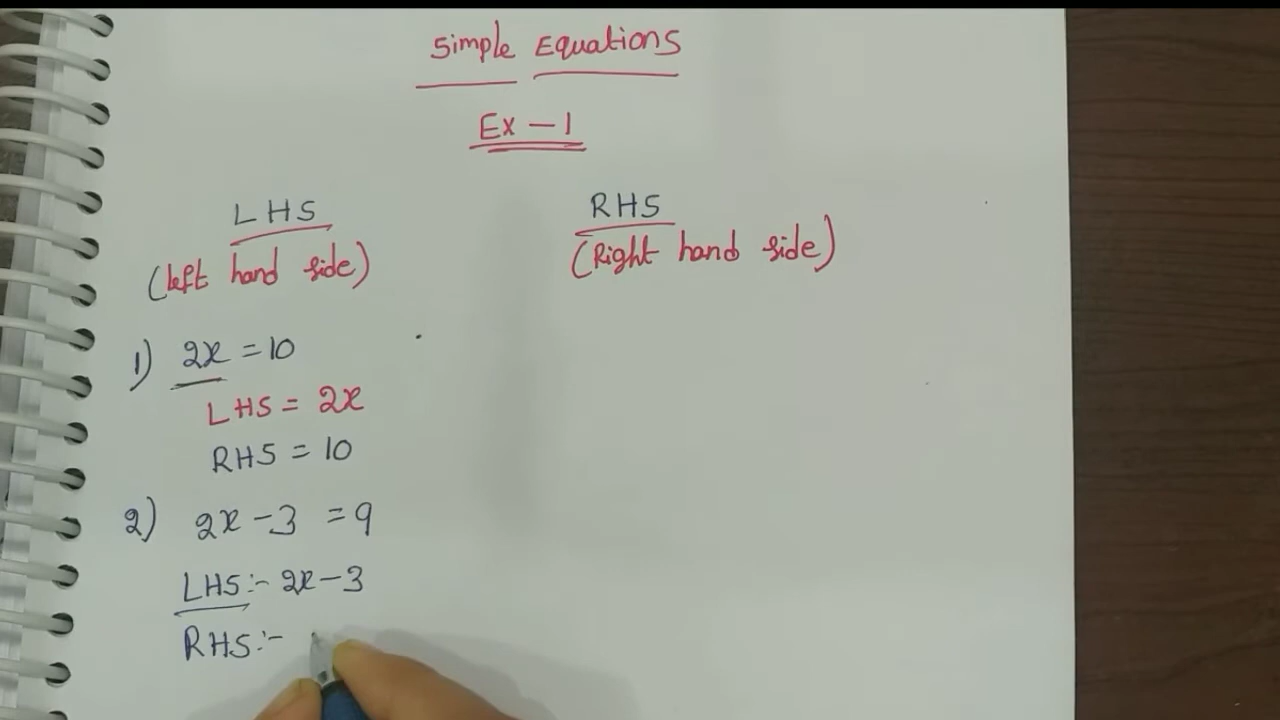 Simple Equations
Ex - 1
LHS RHS
(left hand side) (Right hand side)
1) 2x = 10
LHS = 2x
RHS = 10
2) 2x - 3 = 9
LHS :- 2x - 3
RHS :-